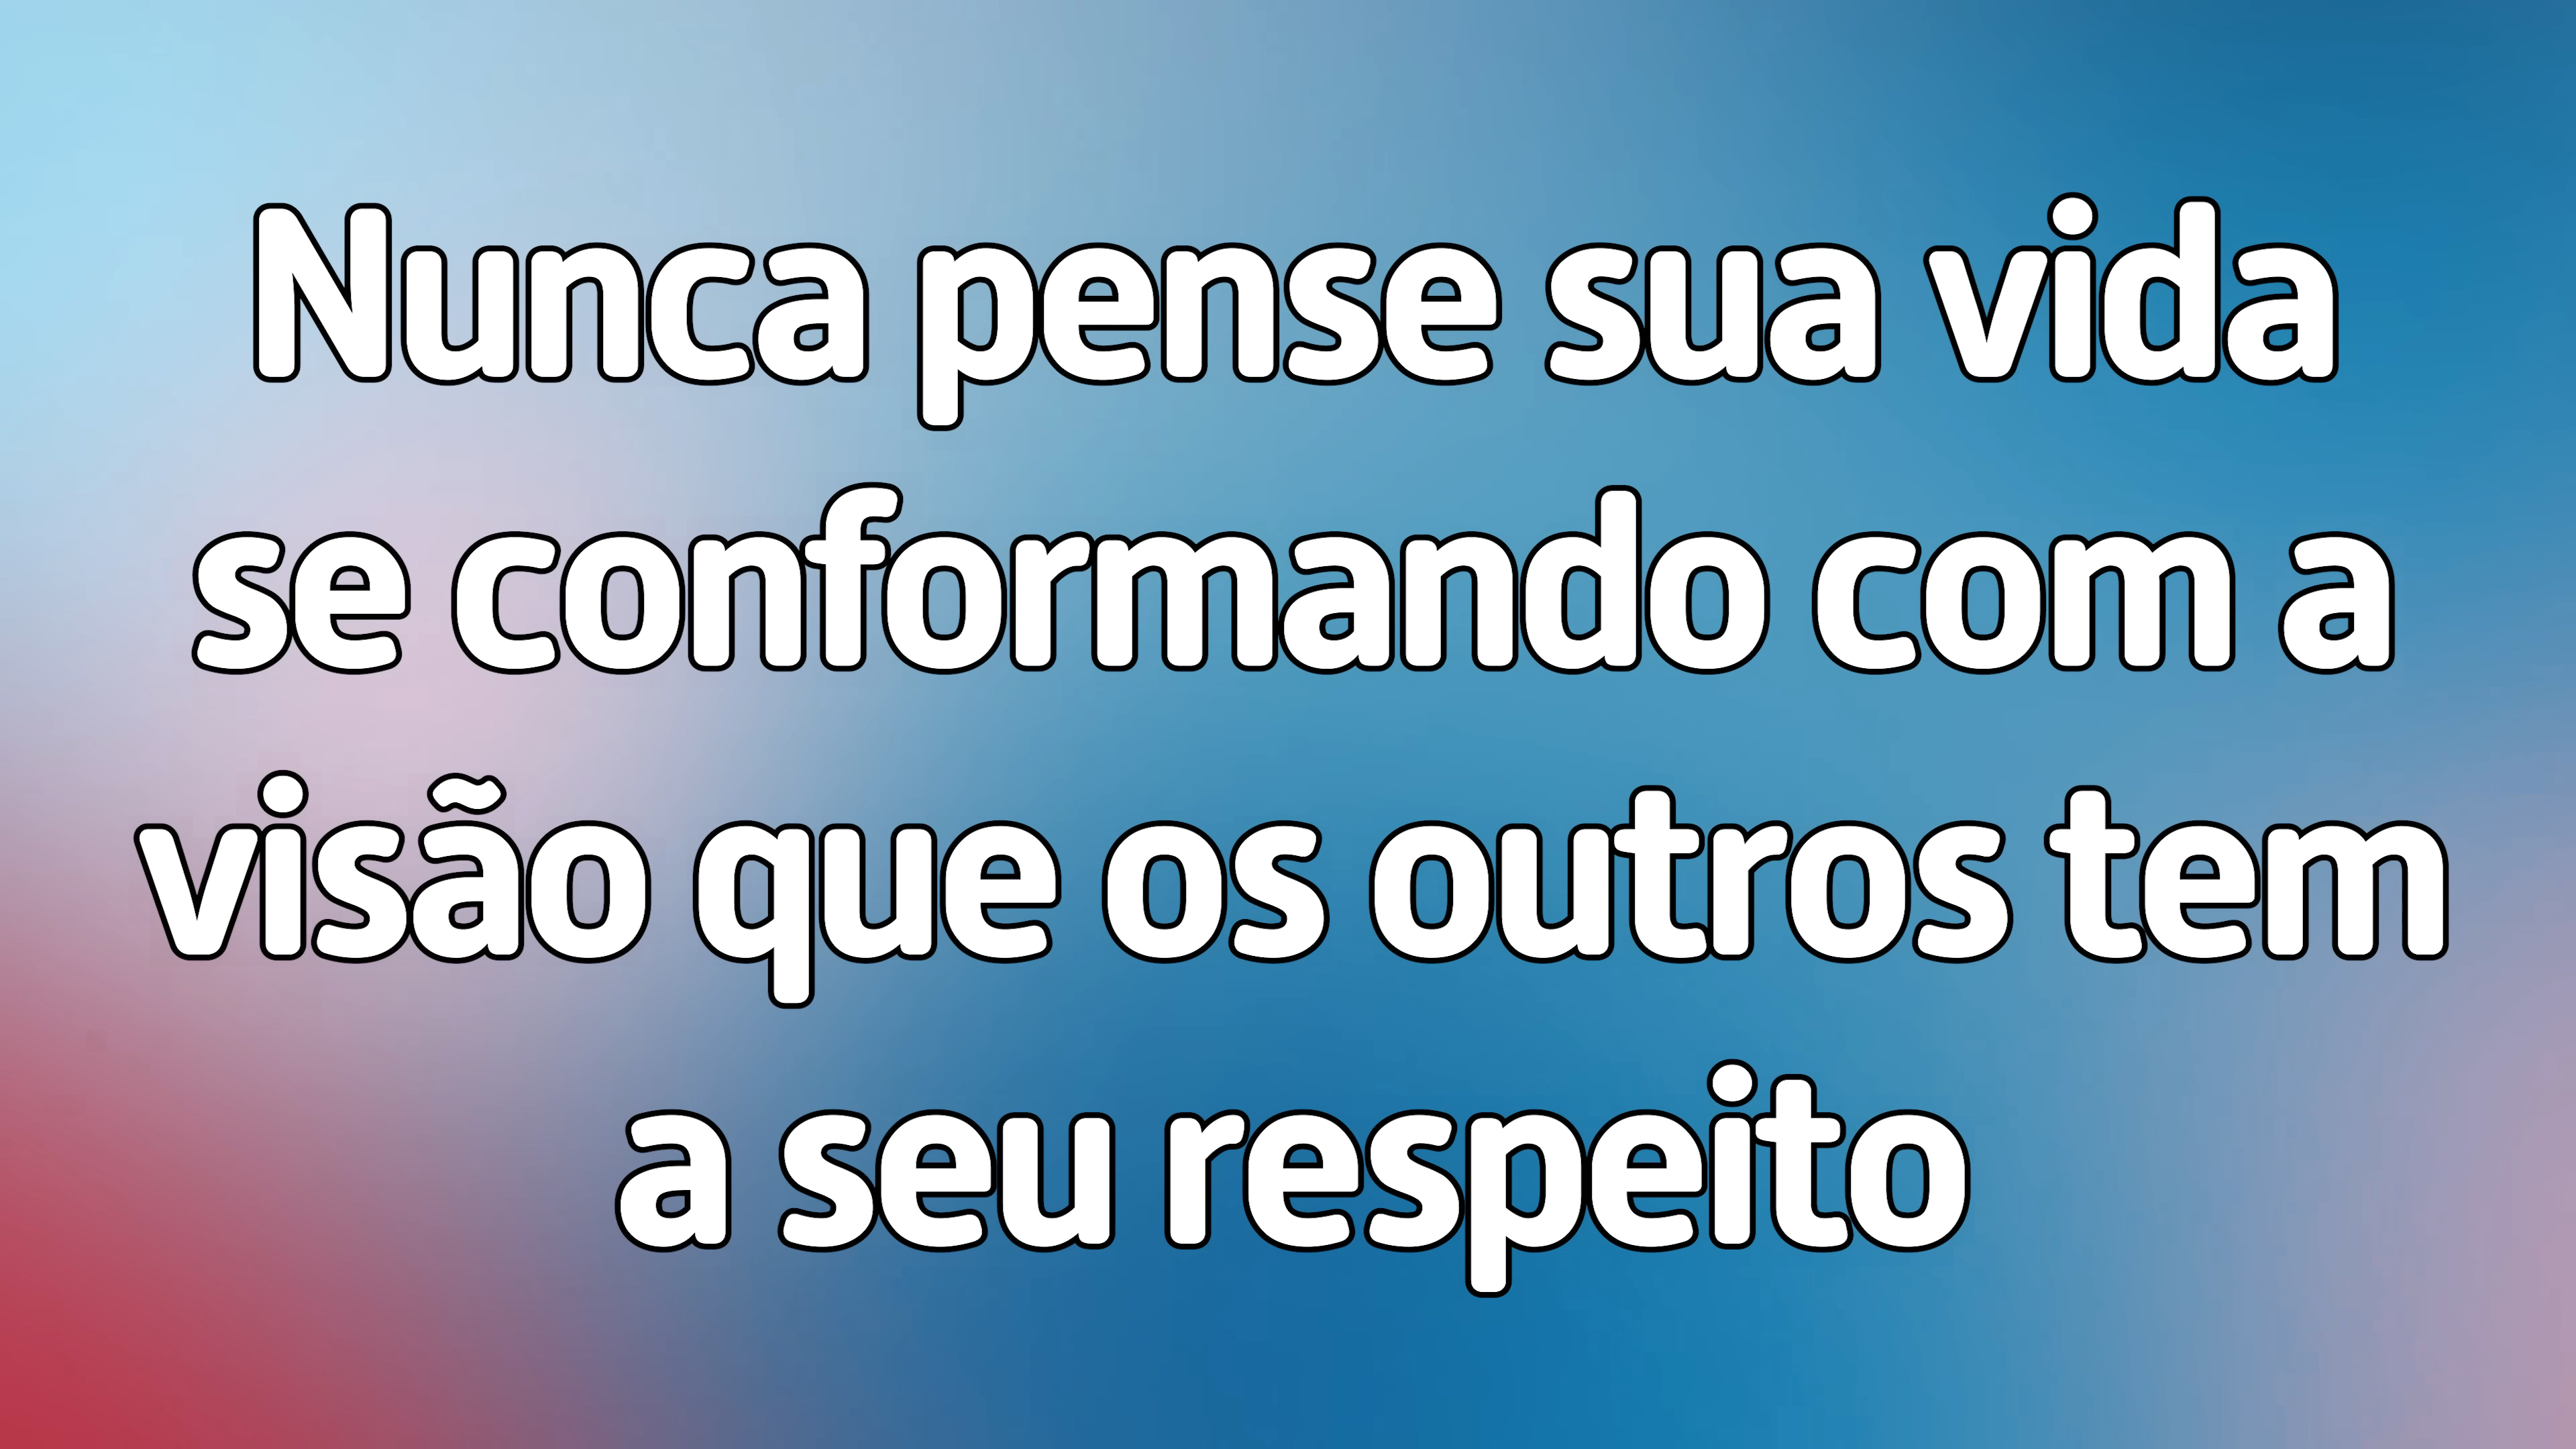 Nunca pense sua vida
se conformando com a
visão que os outros tem
a seu respeito